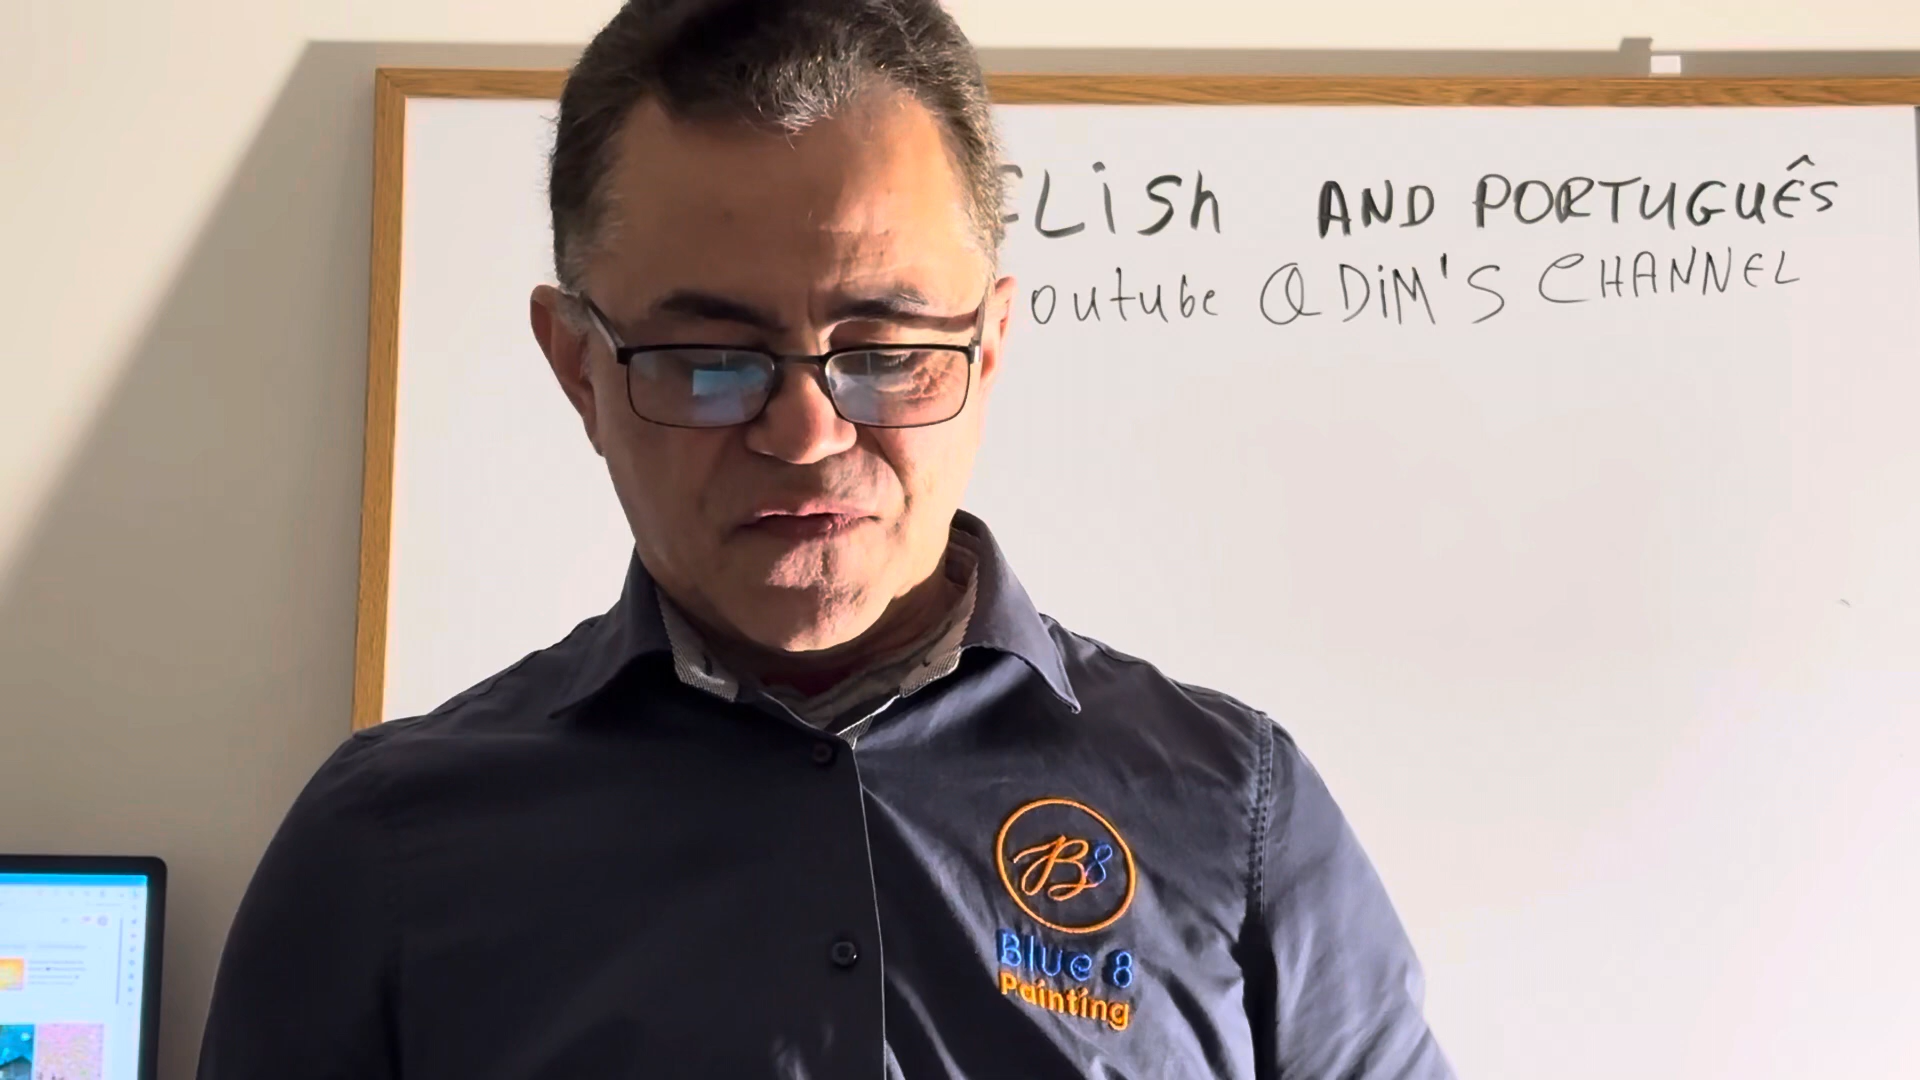 ELish AND PORTUGUÊS
outube @ DiM'S CHANNEL
B8
Blue 8
Painting